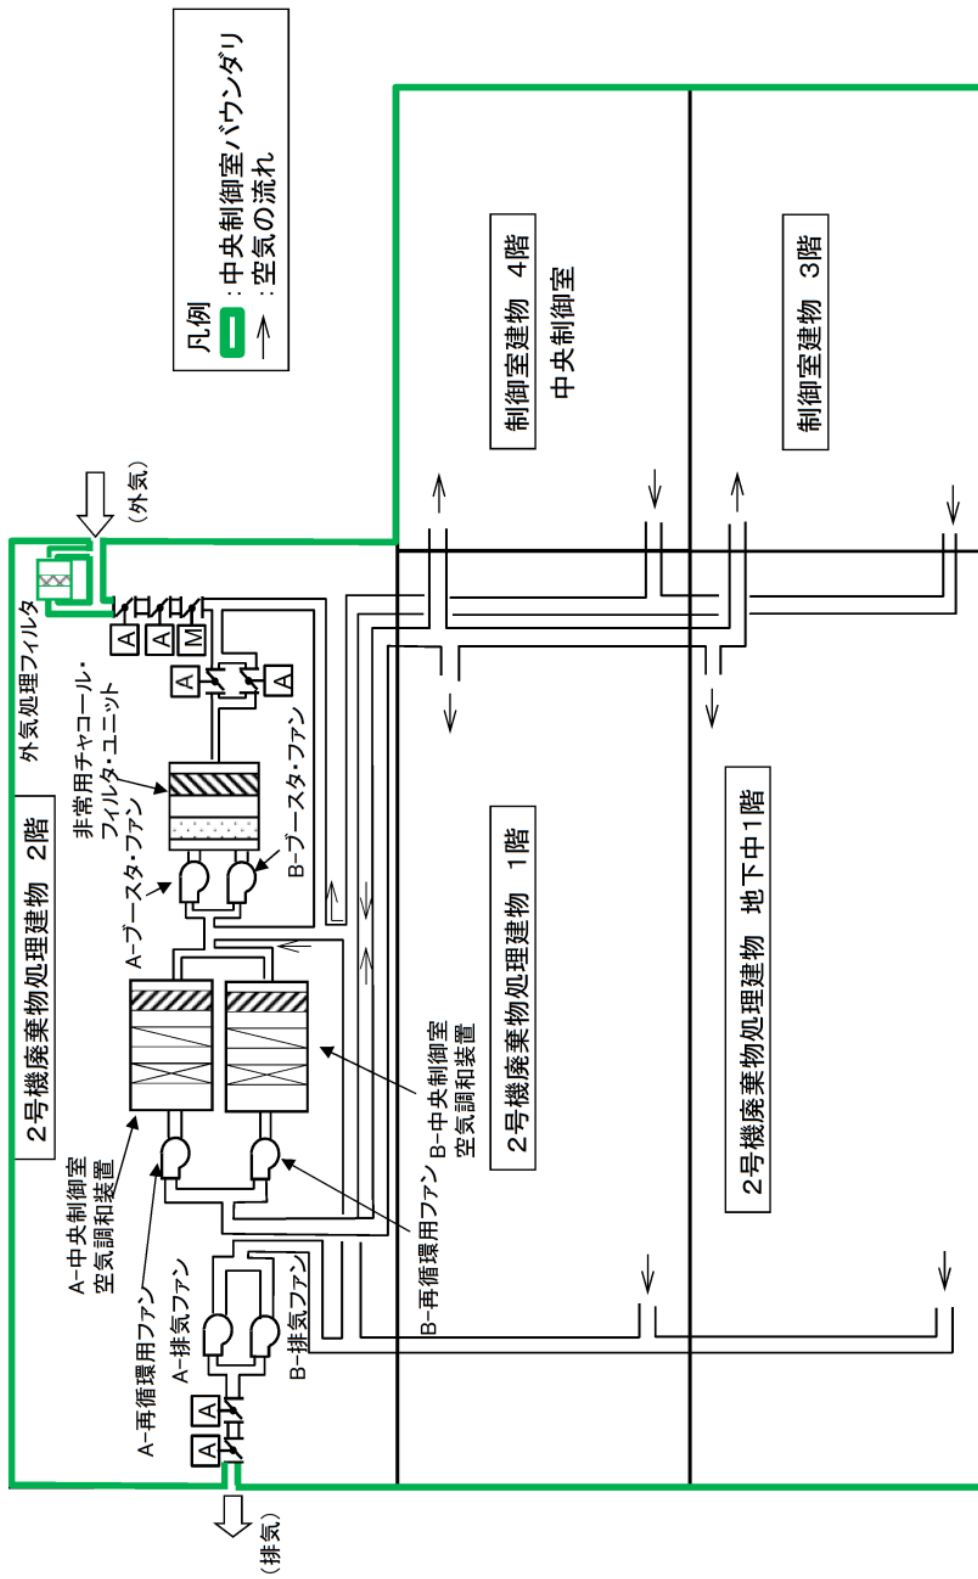 凡例
：中央制御室バウンダリ
：空気の流れ
(外気)
外気処理フィルタ
2号機廃棄物処理建物 2階
A
A
M
A
A
非常用チャコール・
フィルタ・ユニット
A-ブースタ・ファン
B-ブースタ・ファン
A-中央制御室
空気調和装置
B-中央制御室
空気調和装置
A-再循環用ファン
B-再循環用ファン
A-排気ファン
B-排気ファン
A
A
(排気)
制御室建物 4階
中央制御室
2号機廃棄物処理建物 1階
制御室建物 3階
2号機廃棄物処理建物 地下中1階